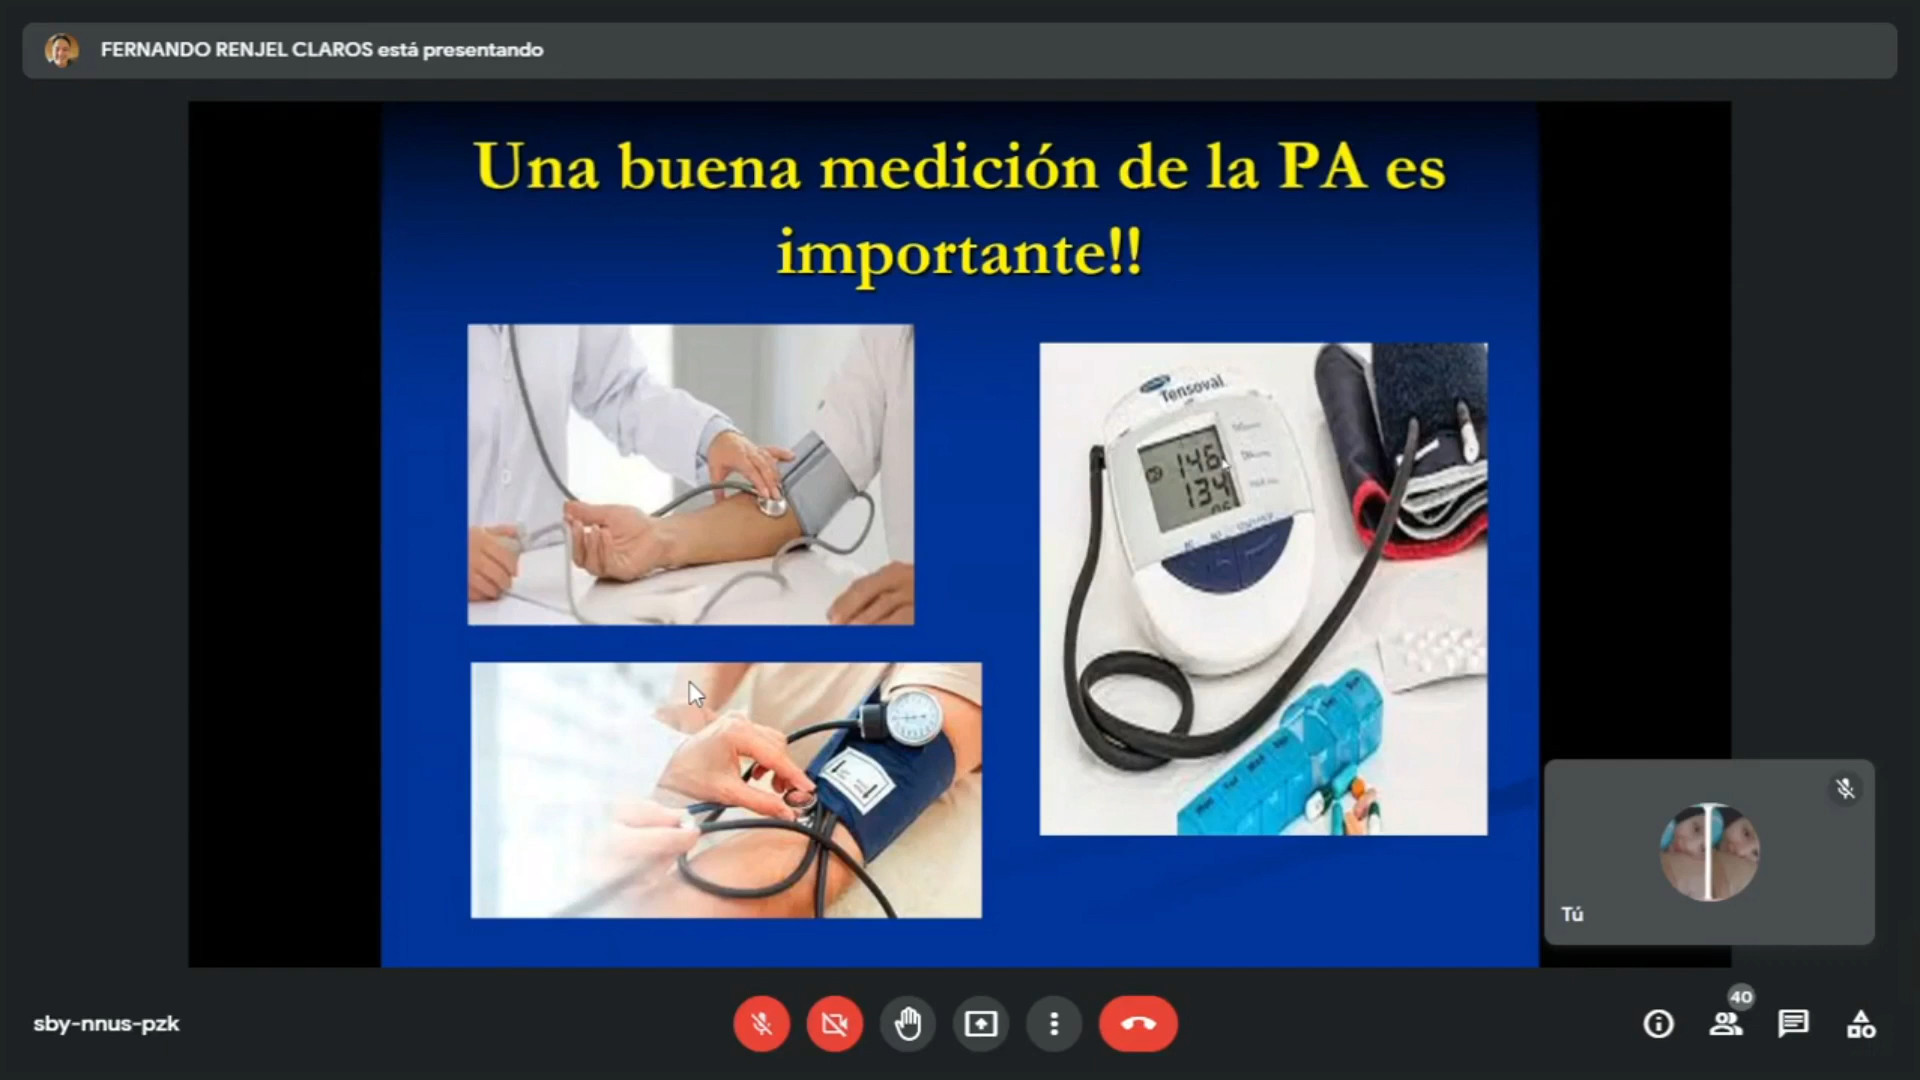 FERNANDO RENJEL CLAROS está presentando
Una buena medición de la PA es
importante!!
Tensoval
146
134
Tú
sby-nnus-pzk
40